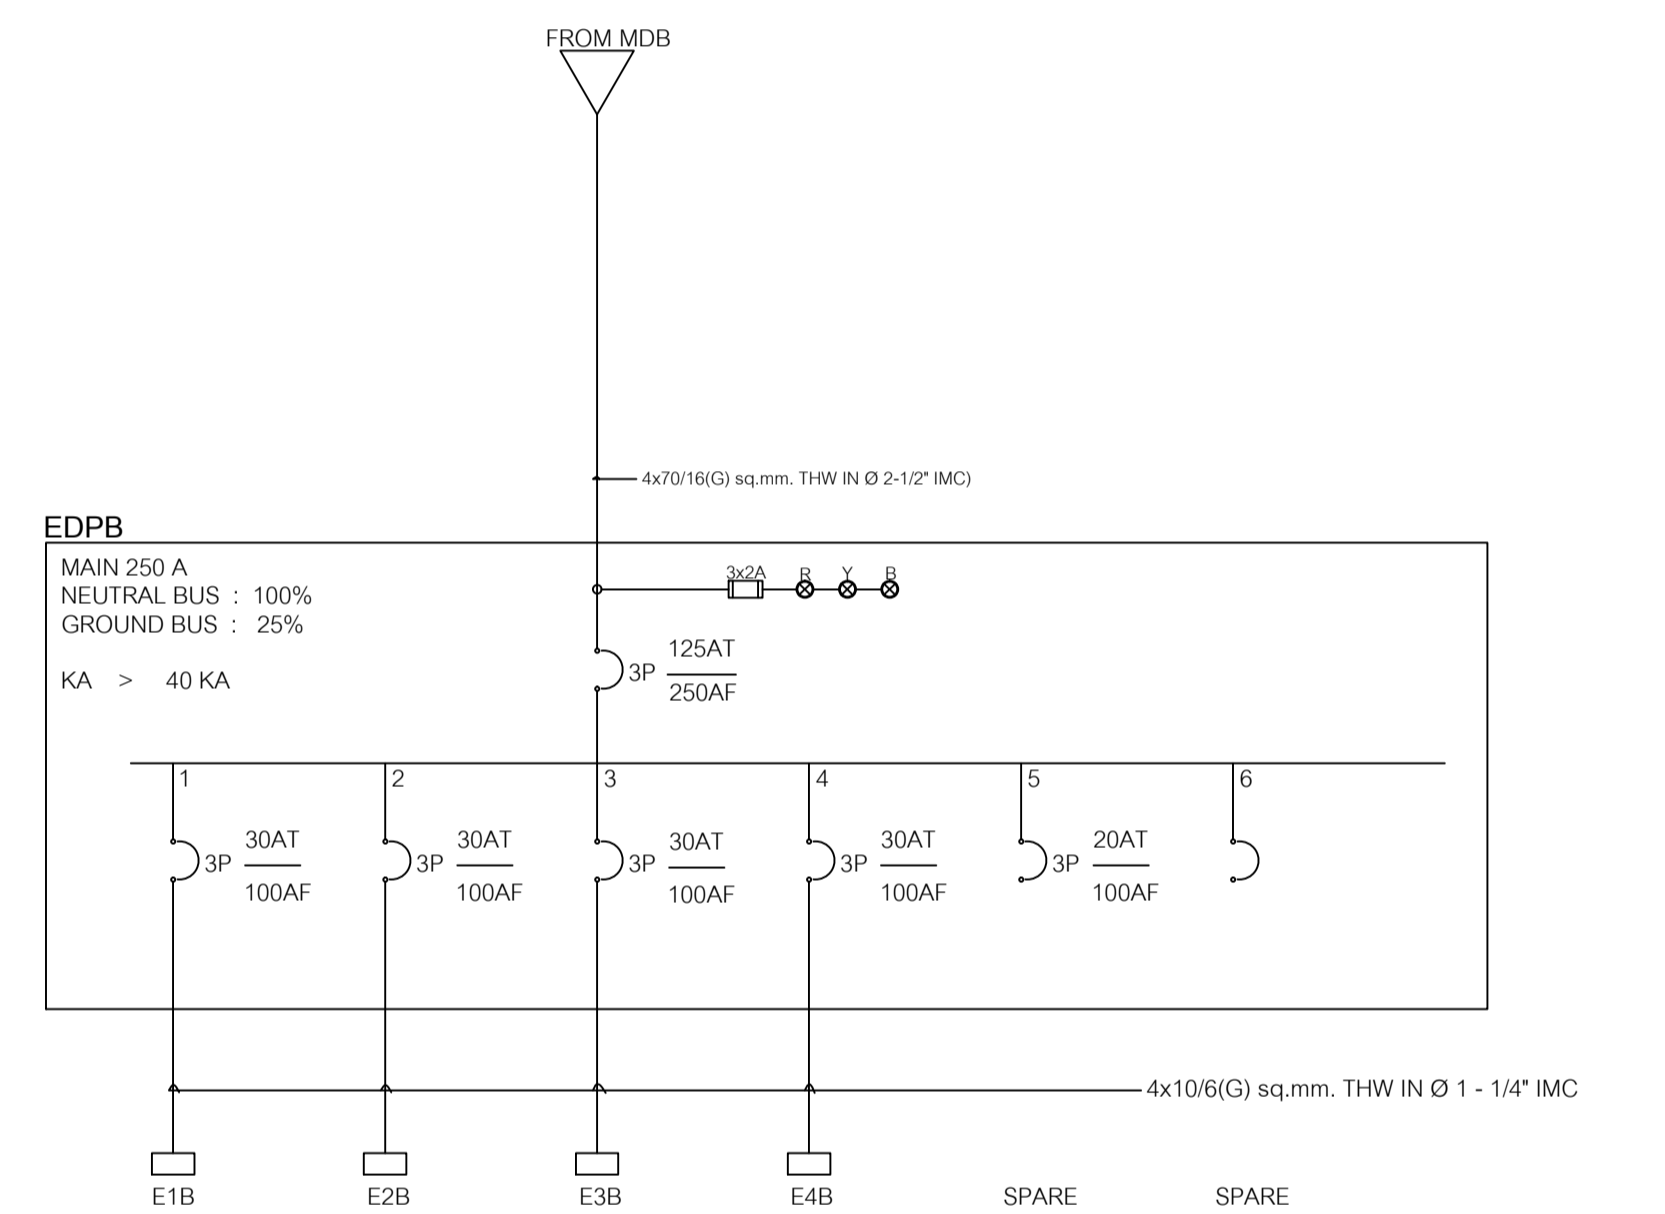 FROM MDB
4x70/16(G) sq.mm. THW IN Ø 2-1/2" IMC)
EDPB
MAIN 250 A
NEUTRAL BUS : 100%
GROUND BUS : 25%
KA > 40 KA
3x2A R Y B
125AT
3P
250AF
1 2 3 4 5 6
30AT 30AT 30AT 30AT 20AT
3P 3P 3P 3P 3P
100AF 100AF 100AF 100AF 100AF
4x10/6(G) sq.mm. THW IN Ø 1 - 1/4" IMC
E1B E2B E3B E4B SPARE SPARE